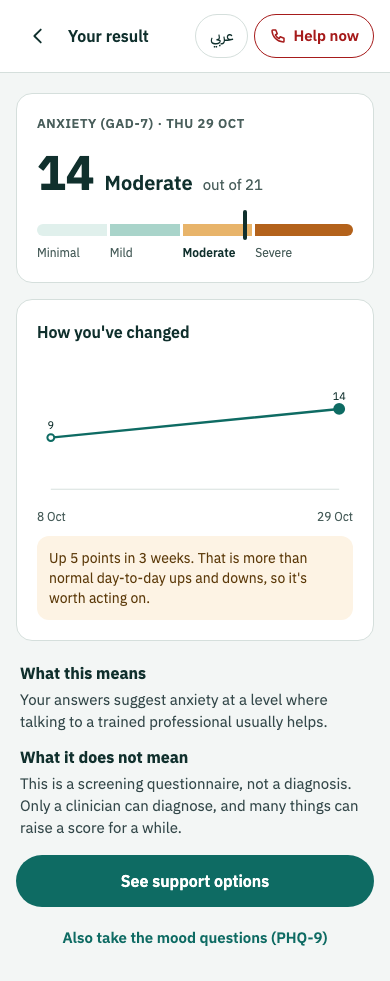 Your result
عربي
Help now
ANXIETY (GAD-7) · THU 29 OCT
14 Moderate out of 21
Minimal Mild Moderate Severe
How you've changed
14
9
8 Oct 29 Oct
Up 5 points in 3 weeks. That is more than
normal day-to-day ups and downs, so it's
worth acting on.
What this means
Your answers suggest anxiety at a level where
talking to a trained professional usually helps.
What it does not mean
This is a screening questionnaire, not a diagnosis.
Only a clinician can diagnose, and many things can
raise a score for a while.
See support options
Also take the mood questions (PHQ-9)